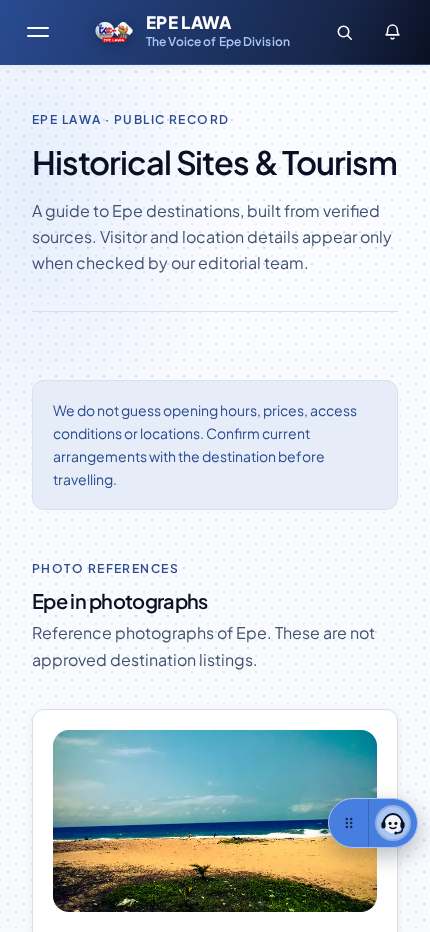 EPE LAWA
The Voice of Epe Division
EPE LAWA · PUBLIC RECORD
Historical Sites & Tourism
A guide to Epe destinations, built from verified
sources. Visitor and location details appear only
when checked by our editorial team.
We do not guess opening hours, prices, access
conditions or locations. Confirm current
arrangements with the destination before
travelling.
PHOTO REFERENCES
Epe in photographs
Reference photographs of Epe. These are not
approved destination listings.